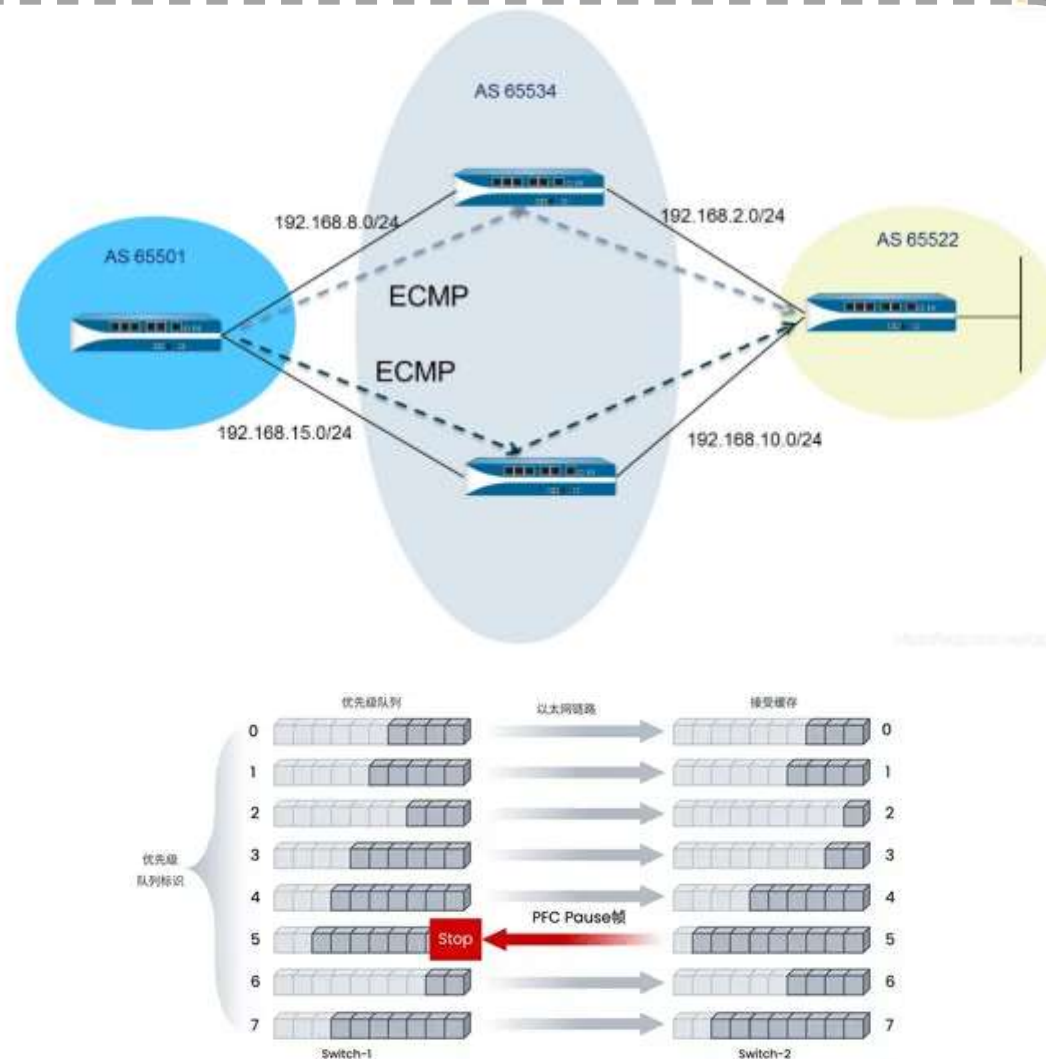 AS 65534
192.168.8.0/24
192.168.2.0/24
AS 65501
AS 65522
ECMP
ECMP
192.168.15.0/24
192.168.10.0/24
优先级队列
以太网链路
接受缓存
0
0
1
1
2
2
3
3
优先级
队列标识
4
4
PFC Pause帧
5
Stop
5
6
6
7
7
Switch-1
Switch-2